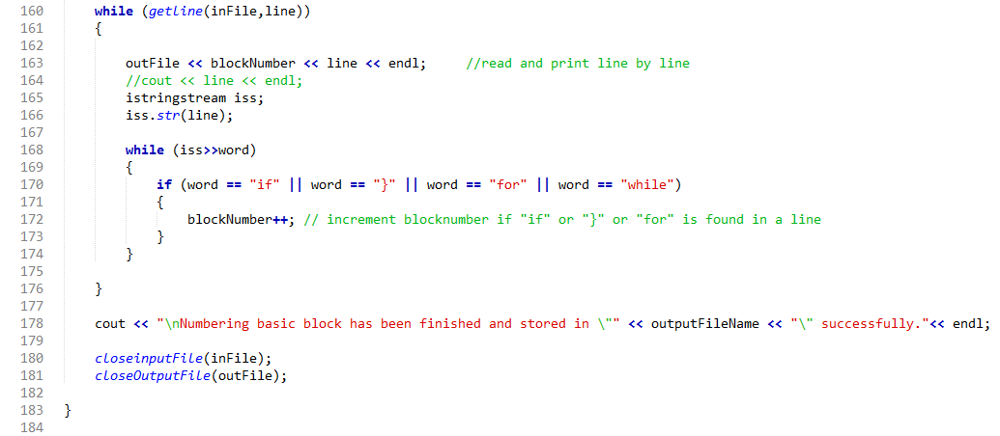 160 while (getline(inFile,line))
161 {
162
163 outFile << blockNumber << line << endl; //read and print line by line
164 //cout << line << endl;
165 istringstream iss;
166 iss.str(line);
167
168 while (iss>>word)
169 {
170 if (word == "if" || word == "}" || word == "for" || word == "while")
171 {
172 blockNumber++; // increment blocknumber if "if" or "}" or "for" is found in a line
173 }
174 }
175
176 }
177
178 cout << "\nNumbering basic block has been finished and stored in \"" << outputFileName << "\" successfully."<< endl;
179
180 closeinputFile(inFile);
181 closeOutputFile(outFile);
182
183 }
184